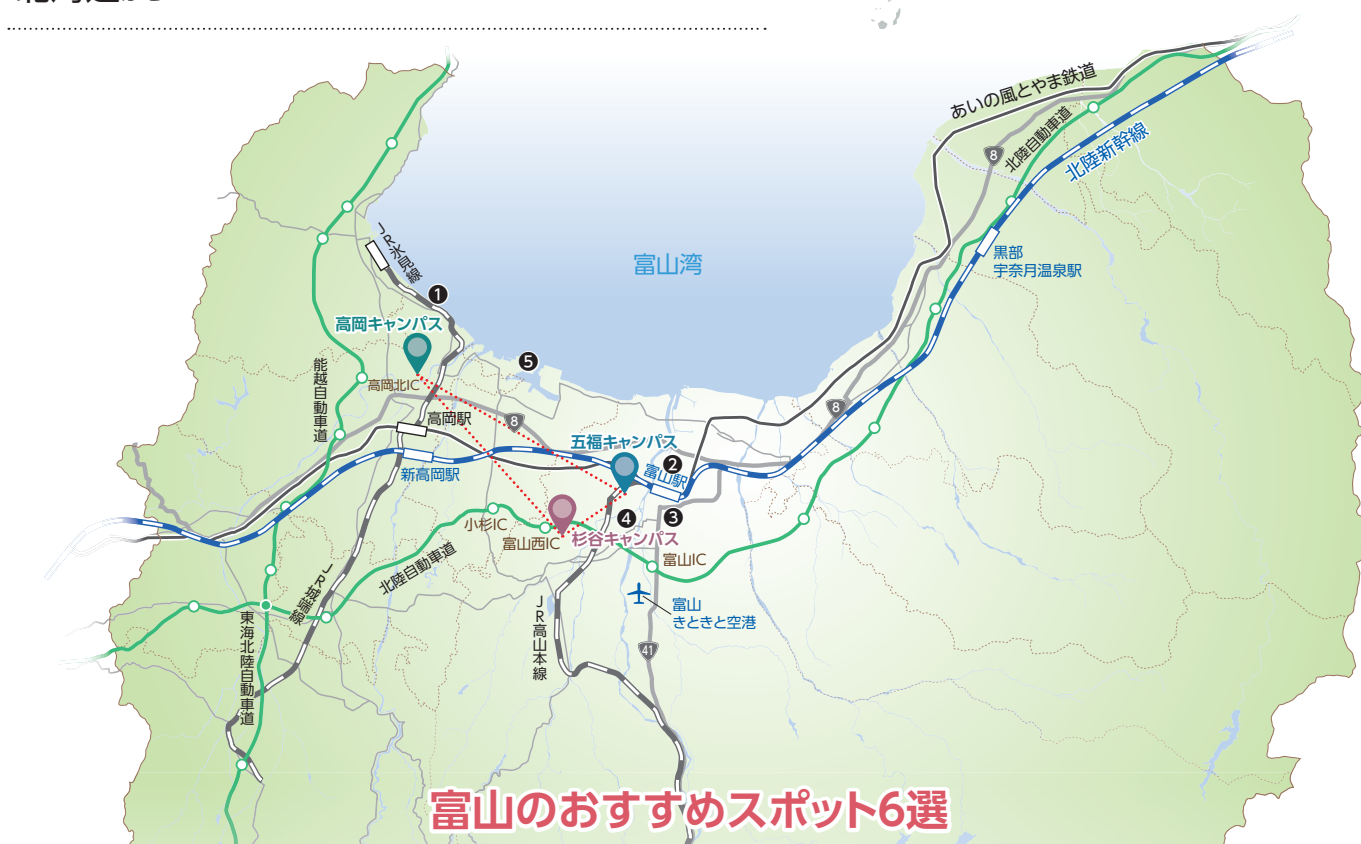 あいの風とやま鉄道
8
北陸自動車道
北陸新幹線
黒部
宇奈月温泉駅
富山湾
JR氷見線
❶
高岡キャンパス
高岡北IC
❺
能越自動車道
高岡駅
8
8
新高岡駅
五福キャンパス
❷
富山駅
小杉IC
富山西IC
杉谷キャンパス
❹
❸
富山IC
北陸自動車道
JR城端線
東海北陸自動車道
JR高山本線
富山
きときと空港
41
富山のおすすめスポット6選